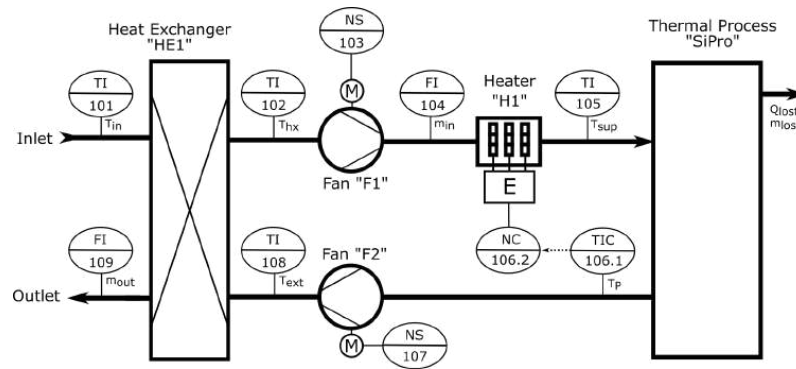 Heat Exchanger
"HE1"
NS
103
M
Thermal Process
"SiPro"
TI
101
Tin
TI
102
Thx
FI
104
min
Heater
"H1"
TI
105
Tsup
Qlost
mlos
Inlet
Fan "F1"
E
FI
109
mout
TI
108
Text
Fan "F2"
NC
106.2
TIC
106.1
TP
Outlet
M
NS
107